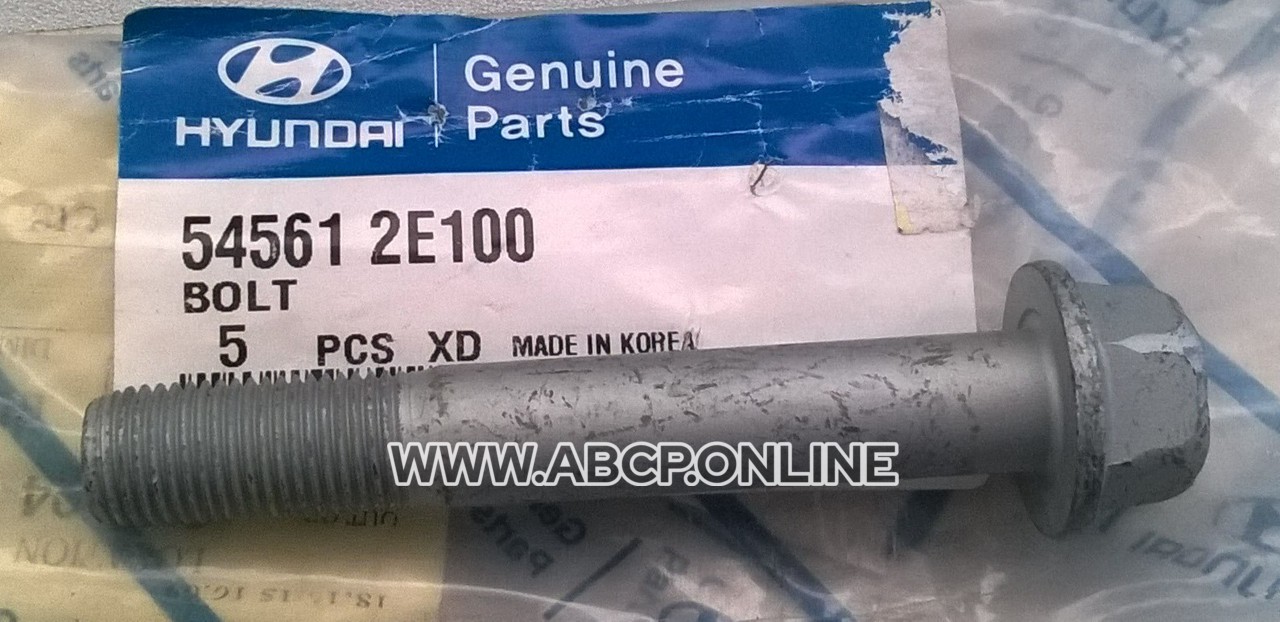 HYUNDAI
Genuine
Parts
54561 2E100
BOLT
5 PCS XD MADE IN KOREA
WWW.ABCP.ONLINE